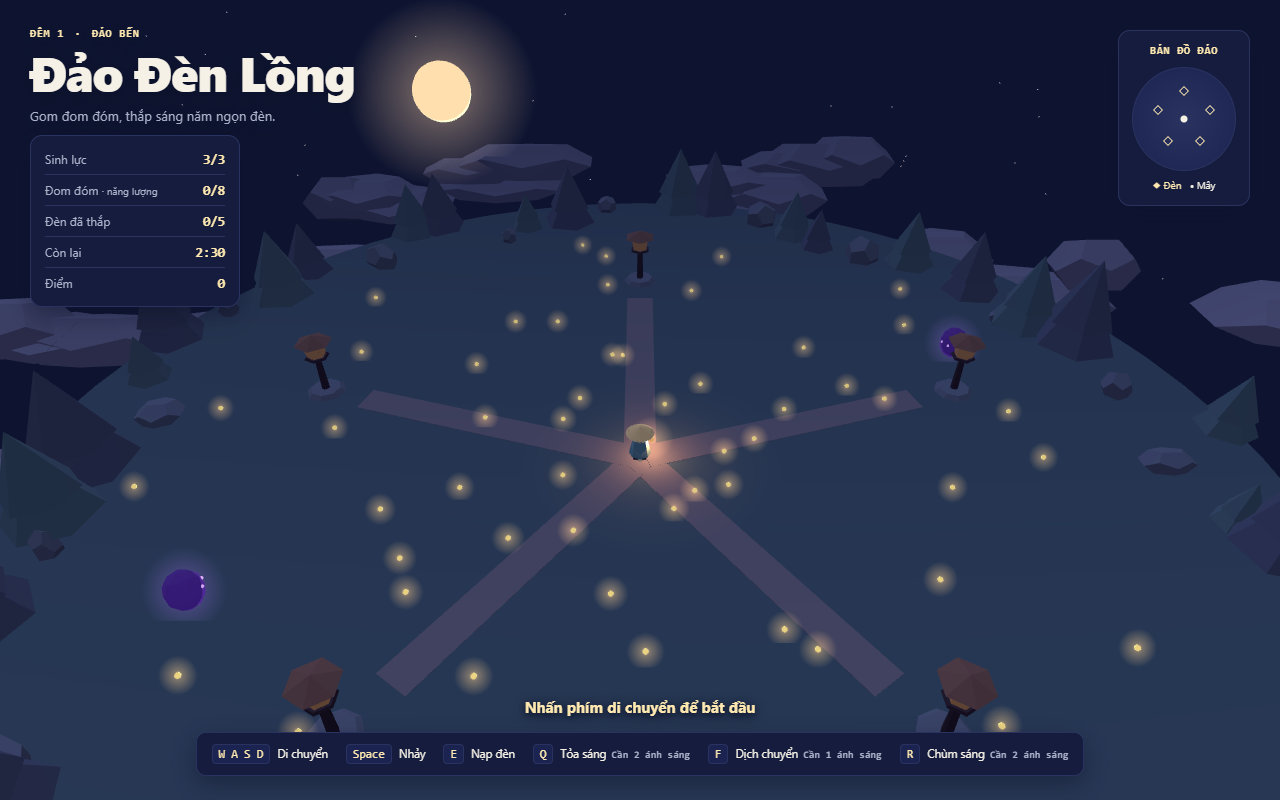 ĐÊM 1 · ĐẢO BẾN
Đảo Đèn Lồng
Gom đom đóm, thắp sáng năm ngọn đèn.
Sinh lực 3/3
Đom đóm · năng lượng 0/8
Đèn đã thắp 0/5
Còn lại 2:30
Điểm 0
BẢN ĐỒ ĐẢO
◆ Đèn • Mây
Nhấn phím di chuyển để bắt đầu
W A S D Di chuyển Space Nhảy E Nạp đèn Q Tỏa sáng Cần 2 ánh sáng F Dịch chuyển Cần 1 ánh sáng R Chùm sáng Cần 2 ánh sáng